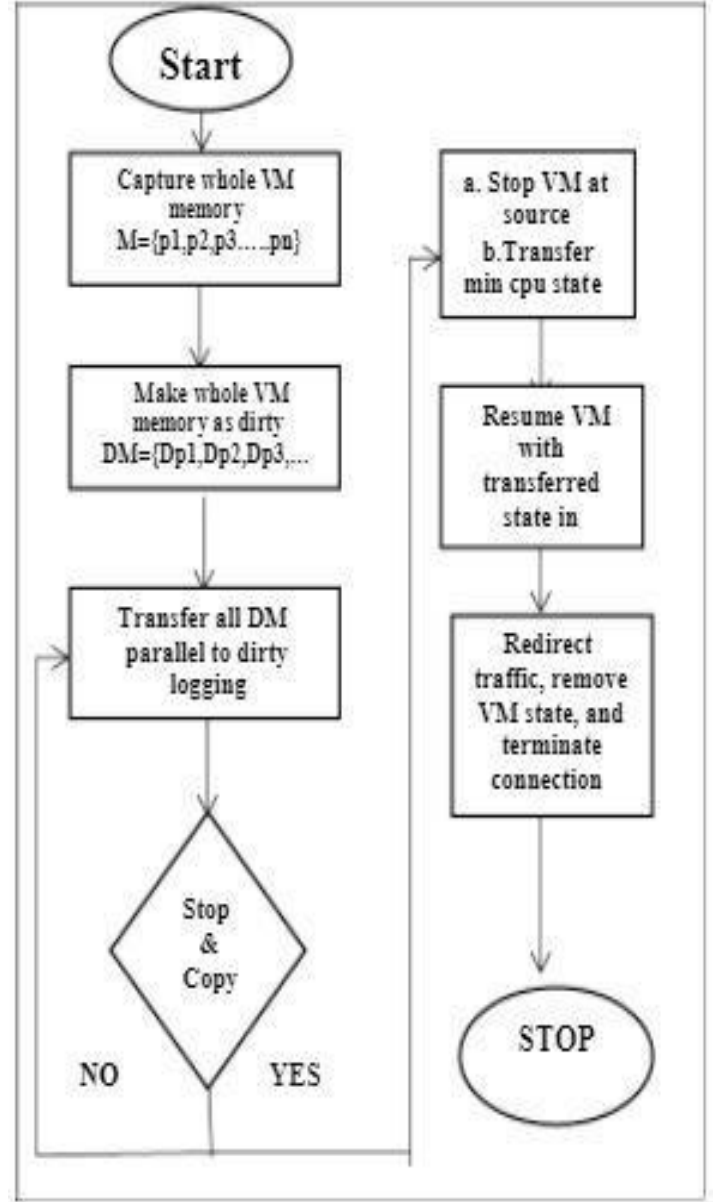 Start
Capture whole VM
memory
M={p1,p2,p3.....pn}
Make whole VM
memory as dirty
DM={Dp1,Dp2,Dp3,...
Transfer all DM
parallel to dirty
logging
Stop
&
Copy
NO
YES
a. Stop VM at
source
b.Transfer
min cpu state
Resume VM
with
transferred
state in
Redirect
traffic, remove
VM state, and
terminate
connection
STOP